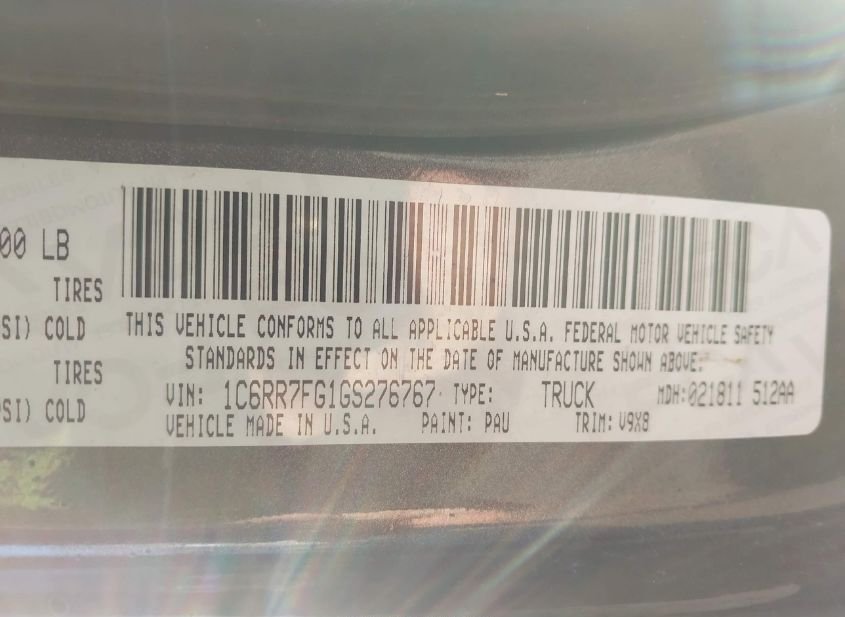 00 LB
TIRES
SI) COLD
TIRES
SI) COLD
THIS VEHICLE CONFORMS TO ALL APPLICABLE U.S.A. FEDERAL MOTOR VEHICLE SAFETY
STANDARDS IN EFFECT ON THE DATE OF MANUFACTURE SHOWN ABOVE.
VIN: 1C6RR7FG1GS276767 TYPE: TRUCK MDH:021811 512AA
VEHICLE MADE IN U.S.A. PAINT: PAU TRIM: V9X8